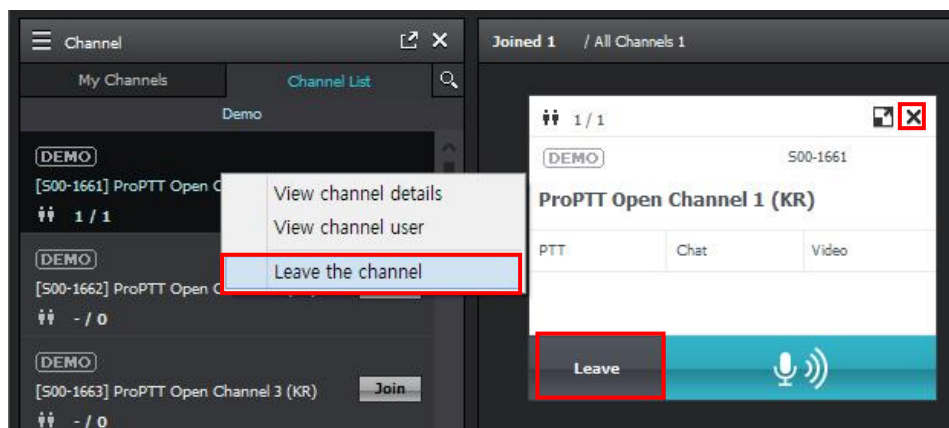 Channel
My Channels
Channel List
Demo
DEMO
[S00-1661] ProPTT Open C
1 / 1
DEMO
[S00-1662] ProPTT Open C
- / 0
DEMO
[S00-1663] ProPTT Open Channel 3 (KR)
Join
- / 0
View channel details
View channel user
Leave the channel
Joined 1 / All Channels 1
1 / 1
DEMO
S00-1661
ProPTT Open Channel 1 (KR)
PTT
Chat
Video
Leave